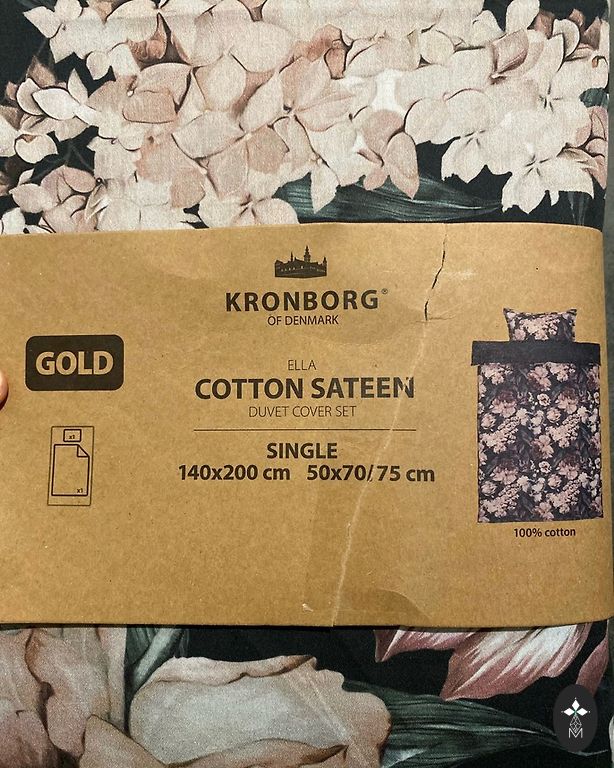 KRONBORG®
OF DENMARK
GOLD
ELLA
COTTON SATEEN
DUVET COVER SET
SINGLE
140x200 cm 50x70/75 cm
x1
x1
100% cotton
M